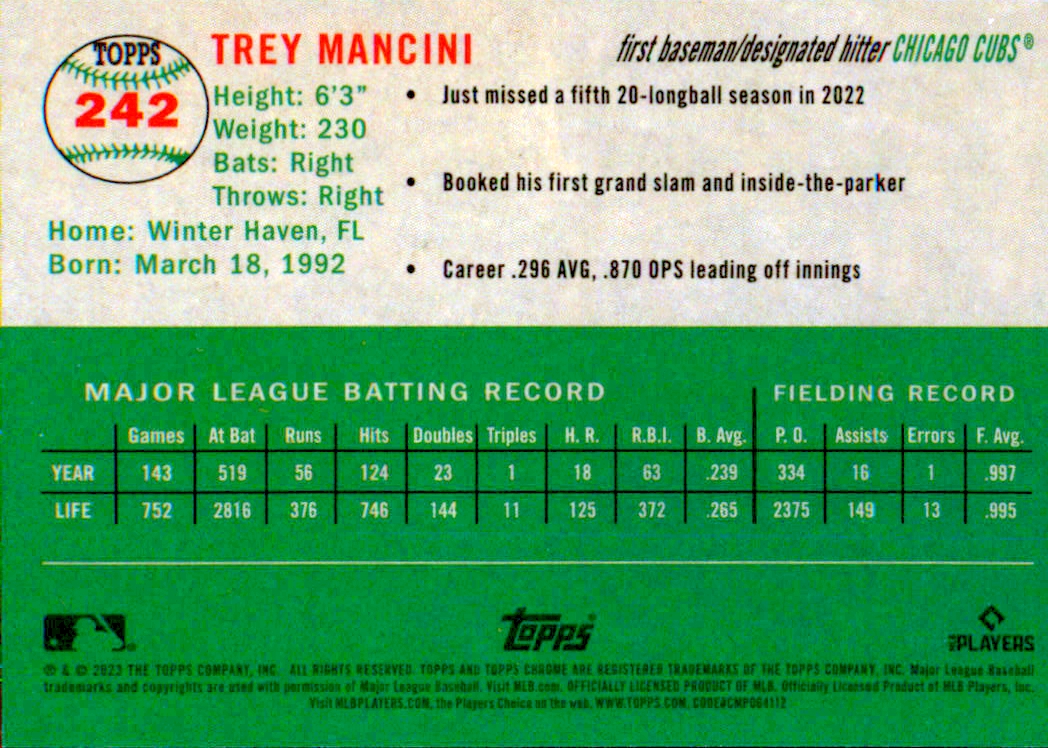 TOPPS
242
TREY MANCINI
first baseman/designated hitter CHICAGO CUBS®
Height: 6'3"
Weight: 230
Bats: Right
Throws: Right
Home: Winter Haven, FL
Born: March 18, 1992
• Just missed a fifth 20-longball season in 2022
• Booked his first grand slam and inside-the-parker
• Career .296 AVG, .870 OPS leading off innings
MAJOR LEAGUE BATTING RECORD FIELDING RECORD
Games At Bat Runs Hits Doubles Triples H. R. R.B.I. B. Avg. P. O. Assists Errors F. Avg.
YEAR 143 519 56 124 23 1 18 63 .239 334 16 1 .997
LIFE 752 2816 376 746 144 11 125 372 .265 2375 149 13 .995
topps
PLAYERS
® & © 2023 THE TOPPS COMPANY, INC. ALL RIGHTS RESERVED. TOPPS AND TOPPS CHROME ARE REGISTERED TRADEMARKS OF THE TOPPS COMPANY, INC. Major League Baseball
trademarks and copyrights are used with permission of Major League Baseball. Visit MLB.com. OFFICIALLY LICENSED PRODUCT OF MLB. Officially Licensed Product of MLB Players, Inc.
Visit MLBPLAYERS.COM, the Players Choice on the web. WWW.TOPPS.COM. CODE#CMP064112